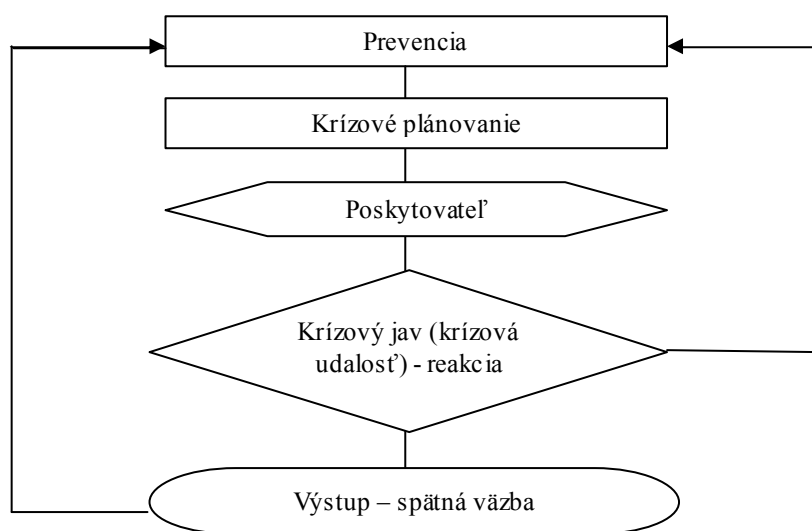 Prevencia
Krízové plánovanie
Poskytovateľ
Krízový jav (krízová
udalosť) - reakcia
Výstup – spätná väzba